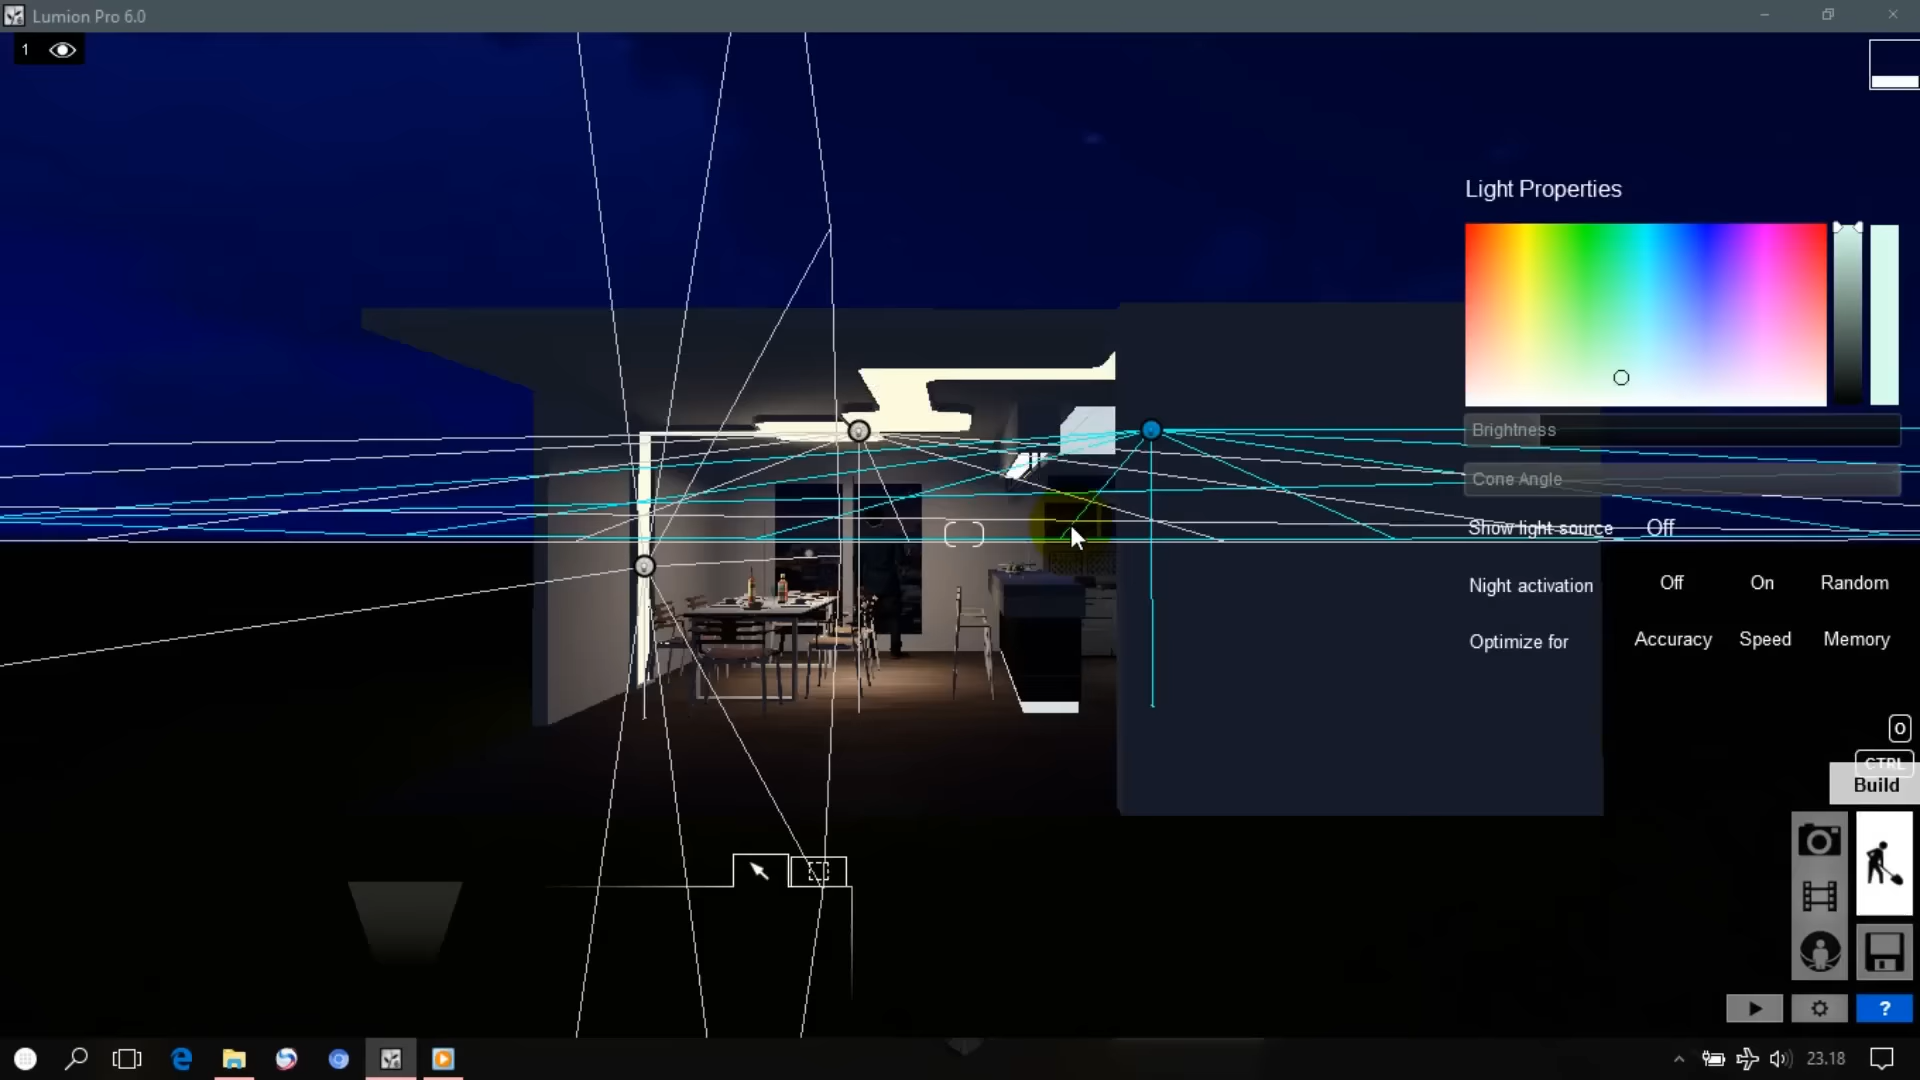 Lumion Pro 6.0
1
Light Properties
Brightness
Cone Angle
Show light source Off
Night activation Off On Random
Optimize for Accuracy Speed Memory
O
CTRL
Build
?
23.18